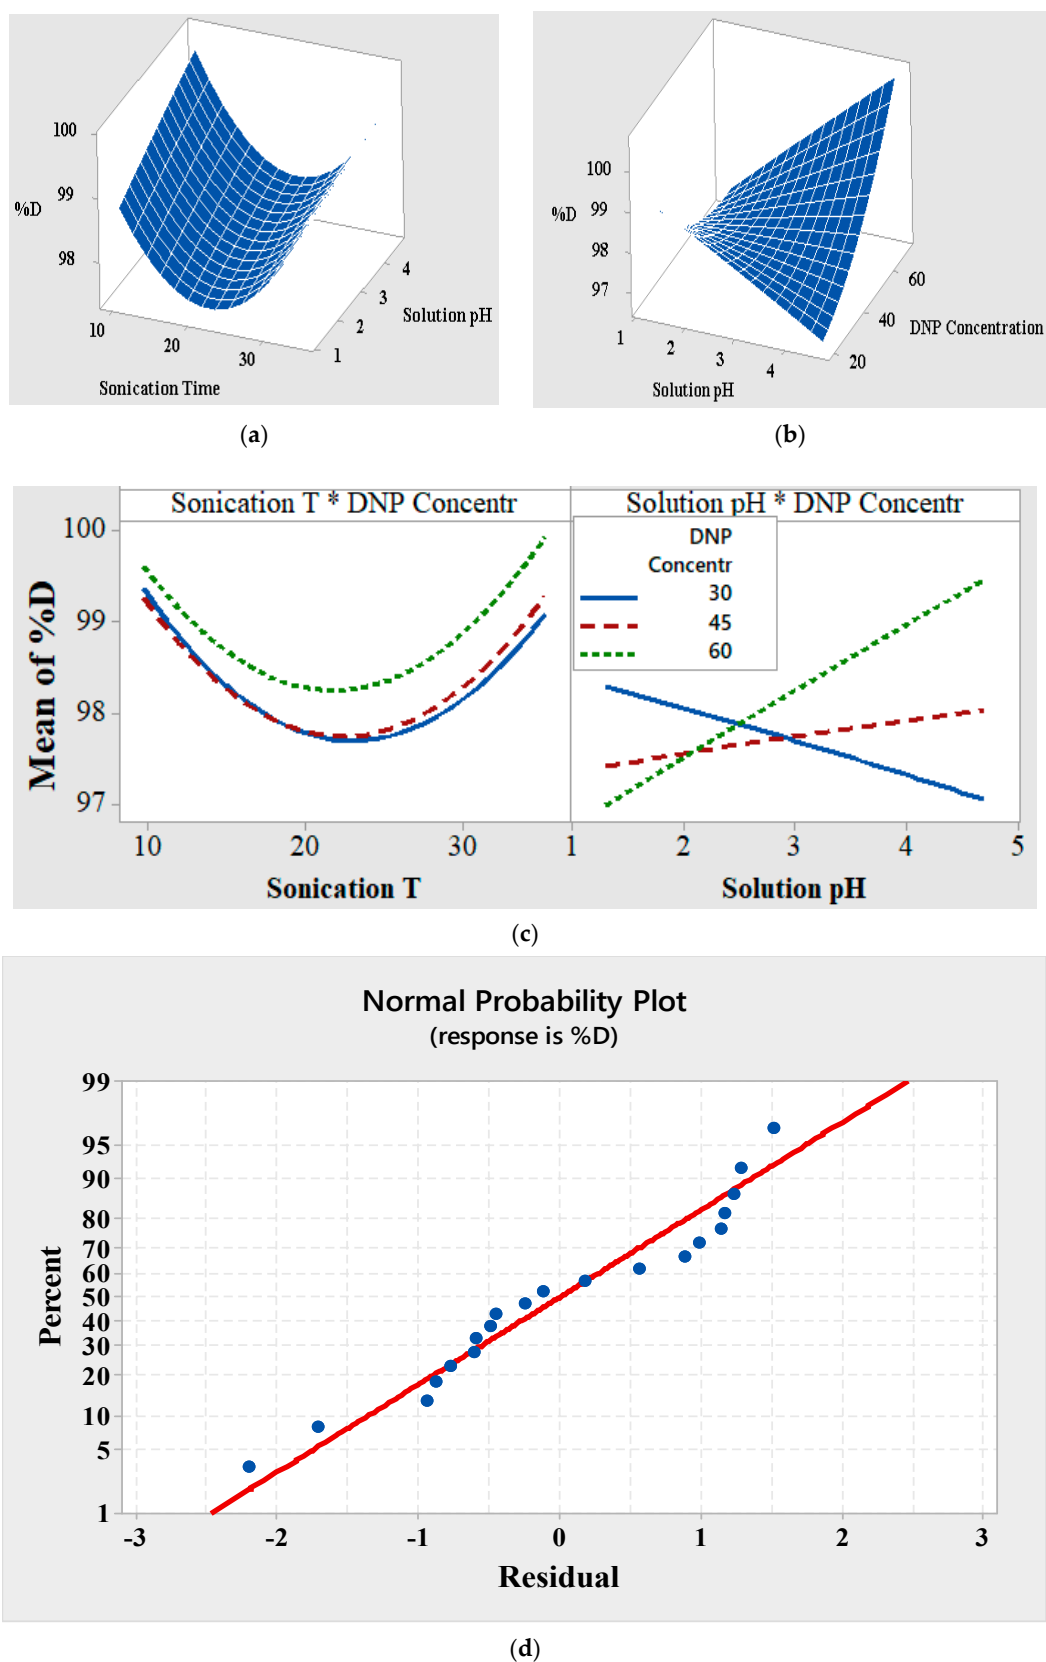 100
99
%D
98
10
20
30
Sonication Time
4
3
2
1
Solution pH
(a)
100
%D
99
98
97
1
2
3
4
Solution pH
60
40
20
DNP Concentration
(b)
Sonication T * DNP Concentr
Solution pH * DNP Concentr
DNP
Concentr
30
45
60
100
99
98
97
Mean of %D
10 20 30
1 2 3 4 5
Sonication T
Solution pH
(c)
Normal Probability Plot
(response is %D)
99
95
90
80
70
60
50
40
30
20
10
5
1
Percent
-3 -2 -1 0 1 2 3
Residual
(d)